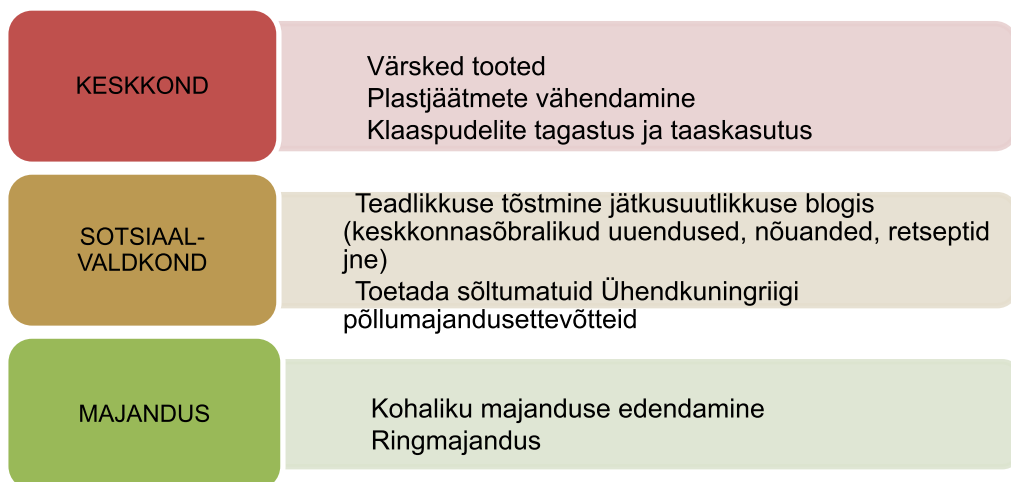 KESKKOND
Värsked tooted
Plastjäätmete vähendamine
Klaaspudelite tagastus ja taaskasutus
SOTSIAAL-
VALDKOND
Teadlikkuse tõstmine jätkusuutlikkuse blogis
(keskkonnasõbralikud uuendused, nõuanded, retseptid
jne)
Toetada sõltumatuid Ühendkuningriigi
põllumajandusettevõtteid
MAJANDUS
Kohaliku majanduse edendamine
Ringmajandus